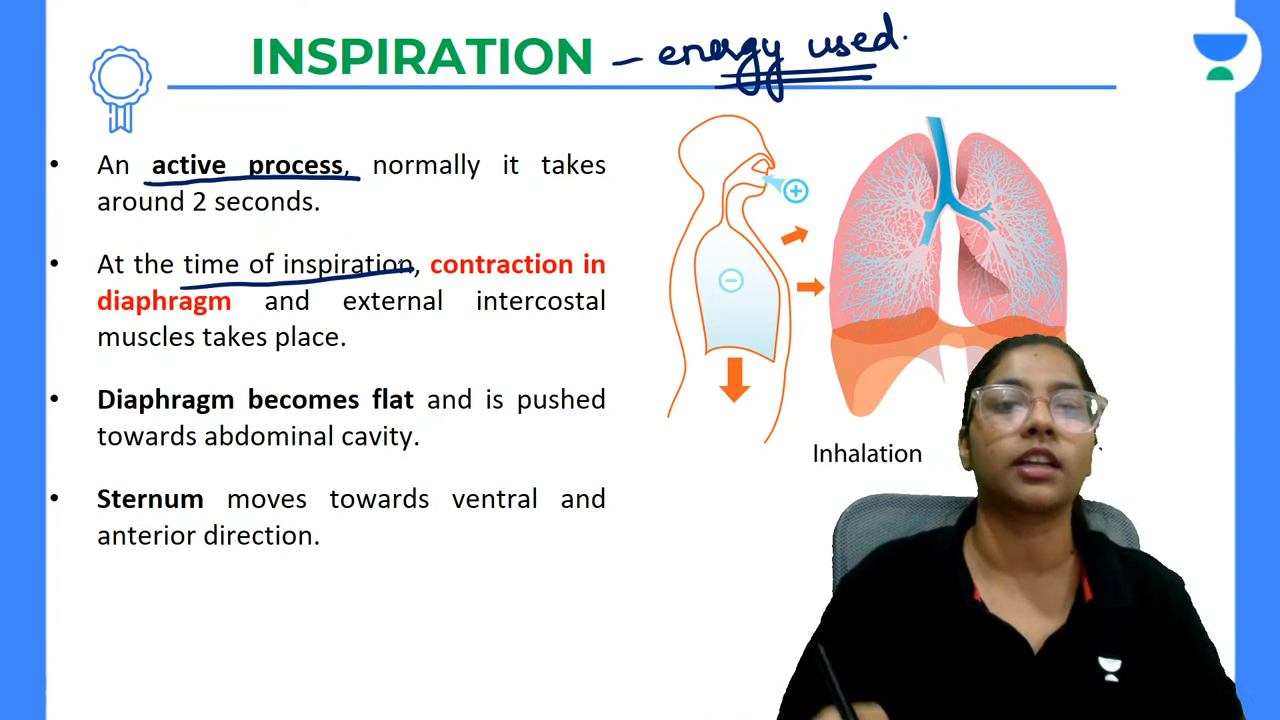 INSPIRATION – energy used.
• An active process, normally it takes
around 2 seconds.
• At the time of inspiration, contraction in
diaphragm and external intercostal
muscles takes place.
• Diaphragm becomes flat and is pushed
towards abdominal cavity.
• Sternum moves towards ventral and
anterior direction.
+
−
Inhalation